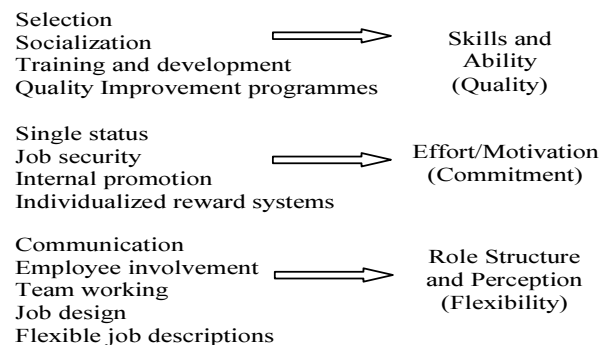 Selection
Socialization
Training and development
Quality Improvement programmes
Skills and
Ability
(Quality)
Single status
Job security
Internal promotion
Individualized reward systems
Effort/Motivation
(Commitment)
Communication
Employee involvement
Team working
Job design
Flexible job descriptions
Role Structure
and Perception
(Flexibility)